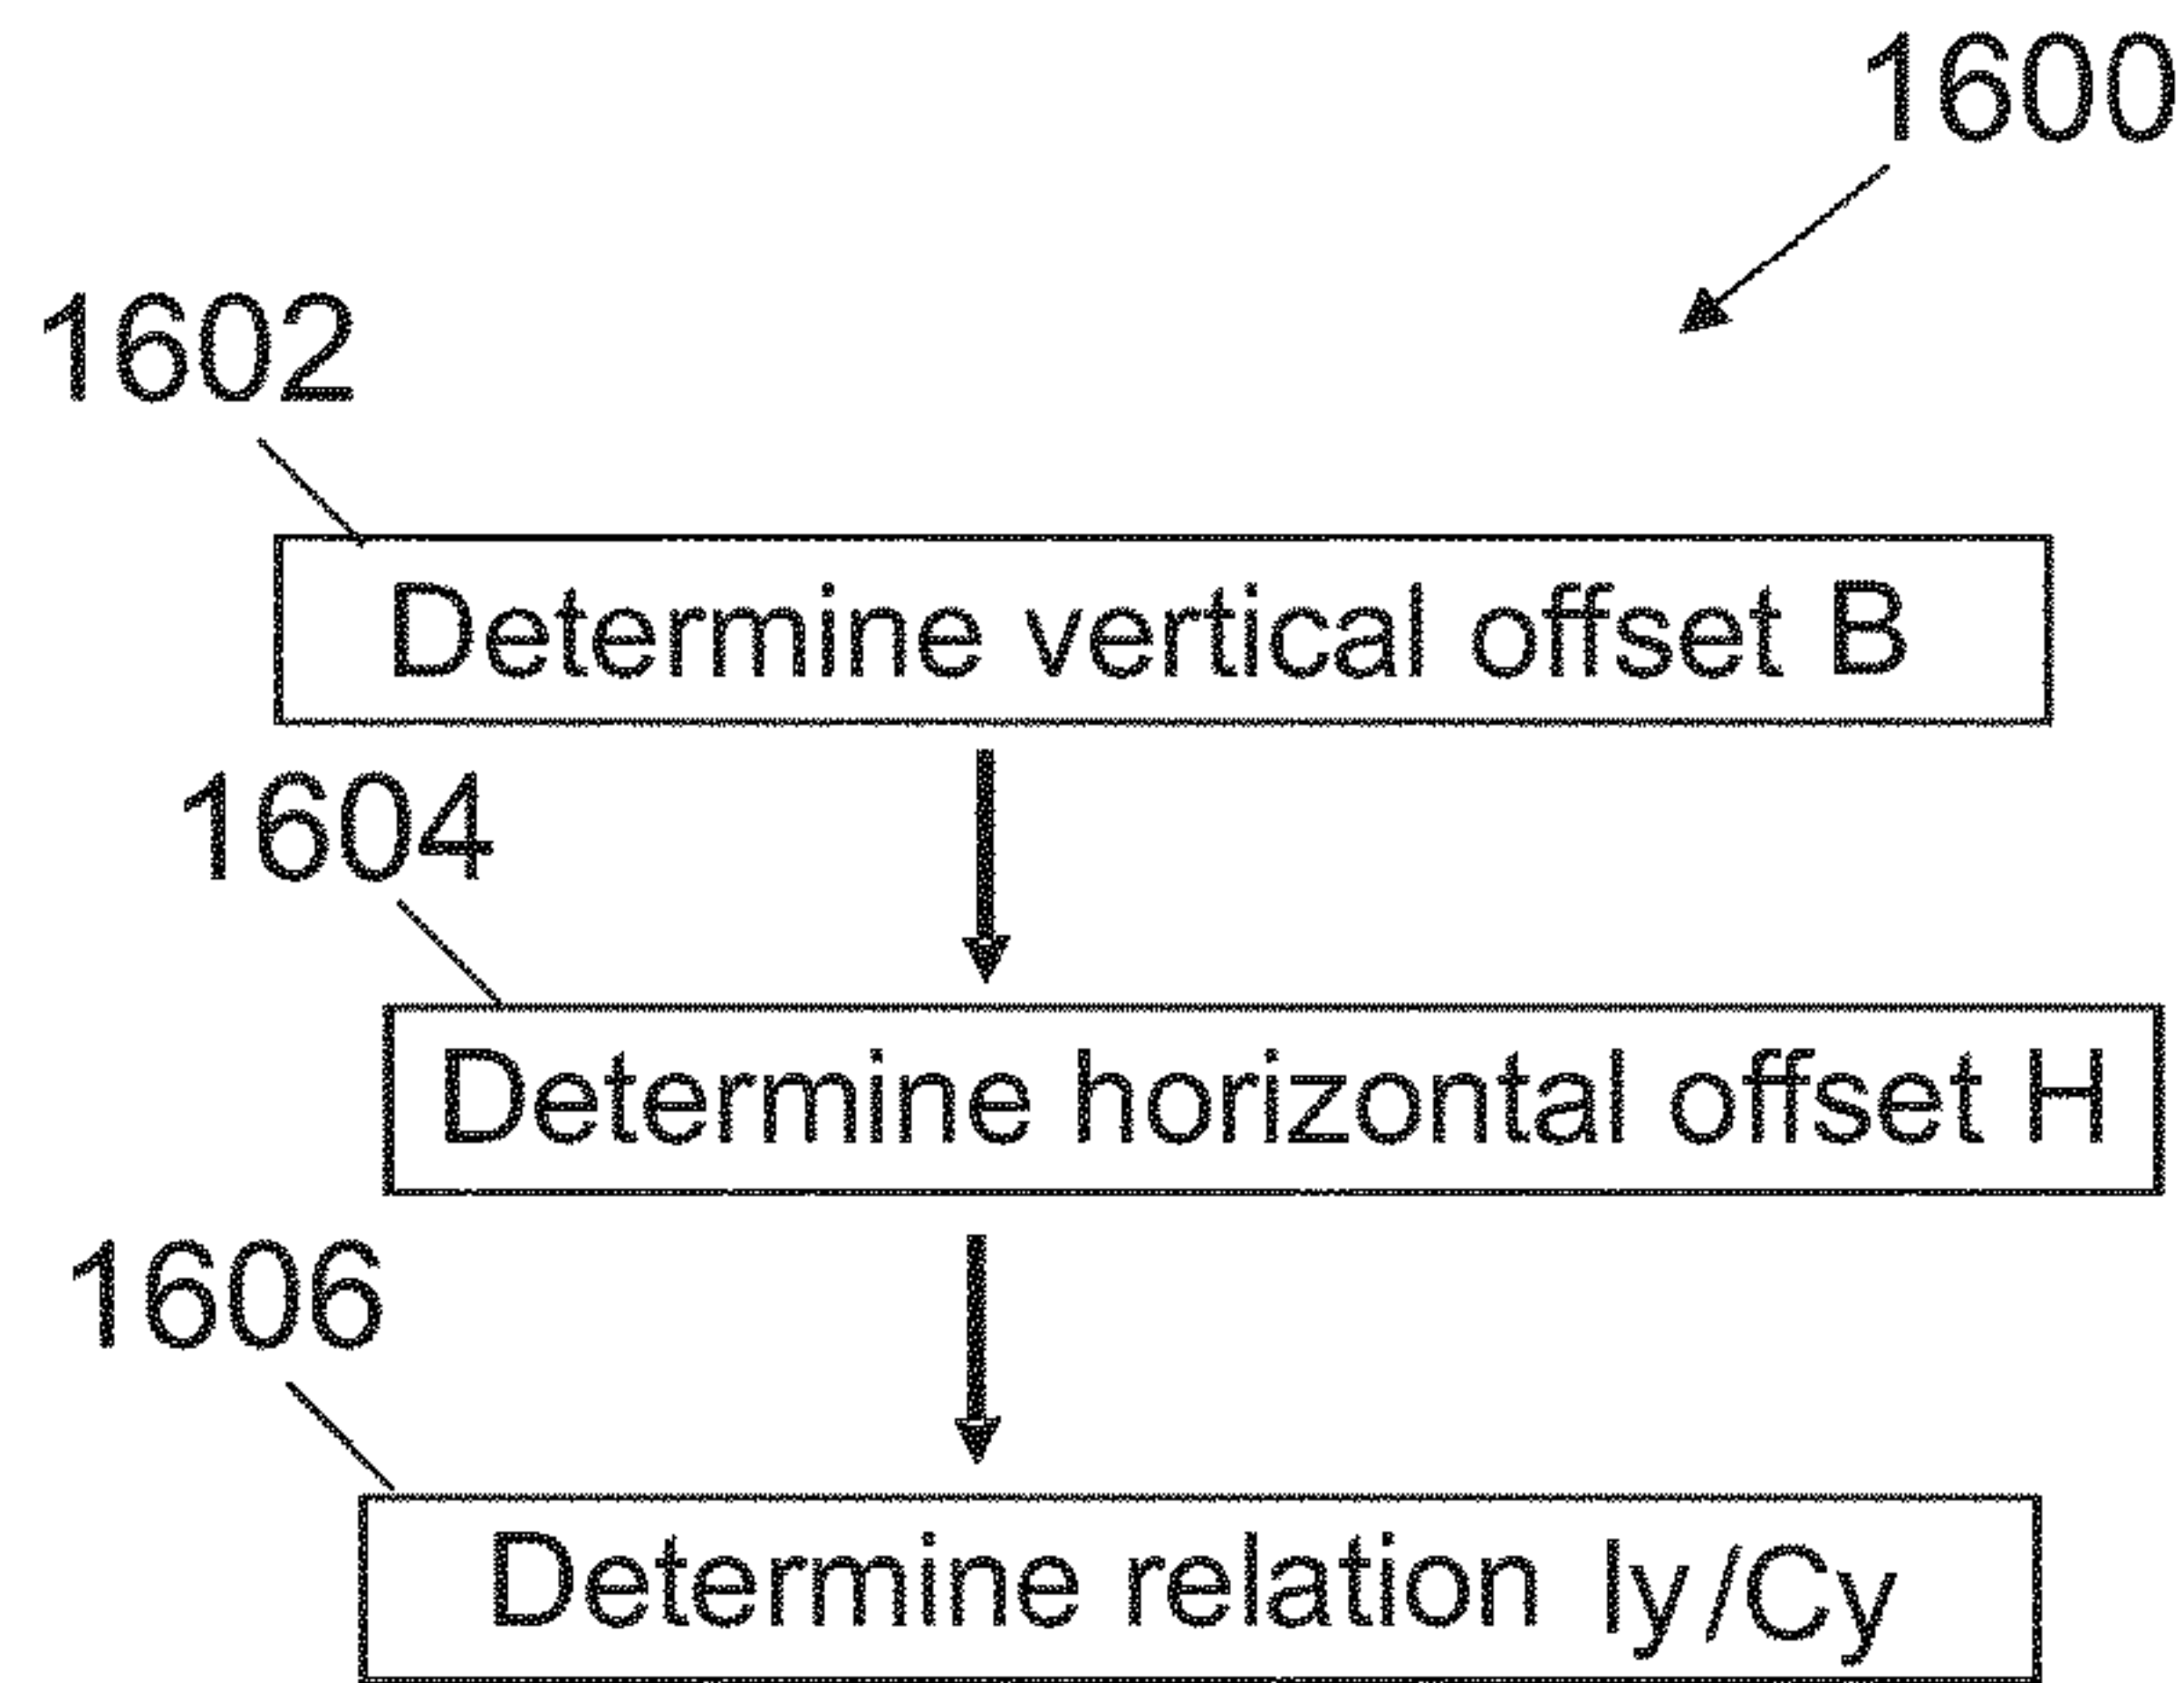 1600
1602
Determine vertical offset B
1604
Determine horizontal offset H
1606
Determine relation Iy/Cy